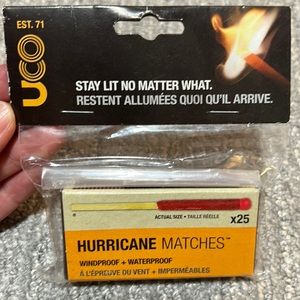 EST. 71
UCO
STAY LIT NO MATTER WHAT.
RESTENT ALLUMÉES QUOI QU'IL ARRIVE.
ACTUAL SIZE • TAILLE RÉELLE
x25
HURRICANE MATCHES™
WINDPROOF + WATERPROOF
À L'ÉPREUVE DU VENT + IMPERMÉABLES